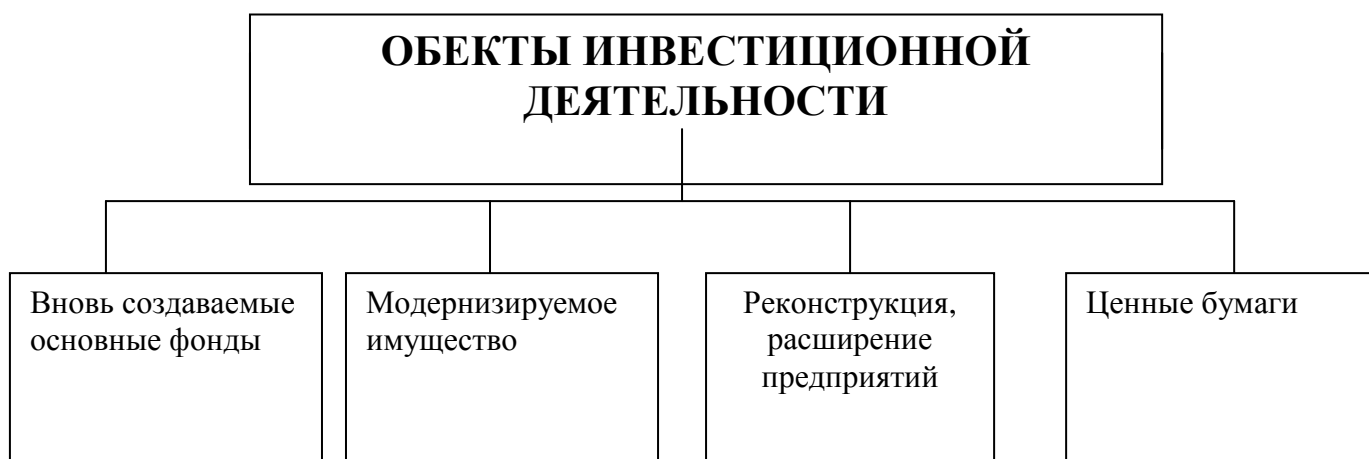 ОБЕКТЫ ИНВЕСТИЦИОННОЙ
ДЕЯТЕЛЬНОСТИ
Вновь создаваемые
основные фонды
Модернизируемое
имущество
Реконструкция,
расширение
предприятий
Ценные бумаги